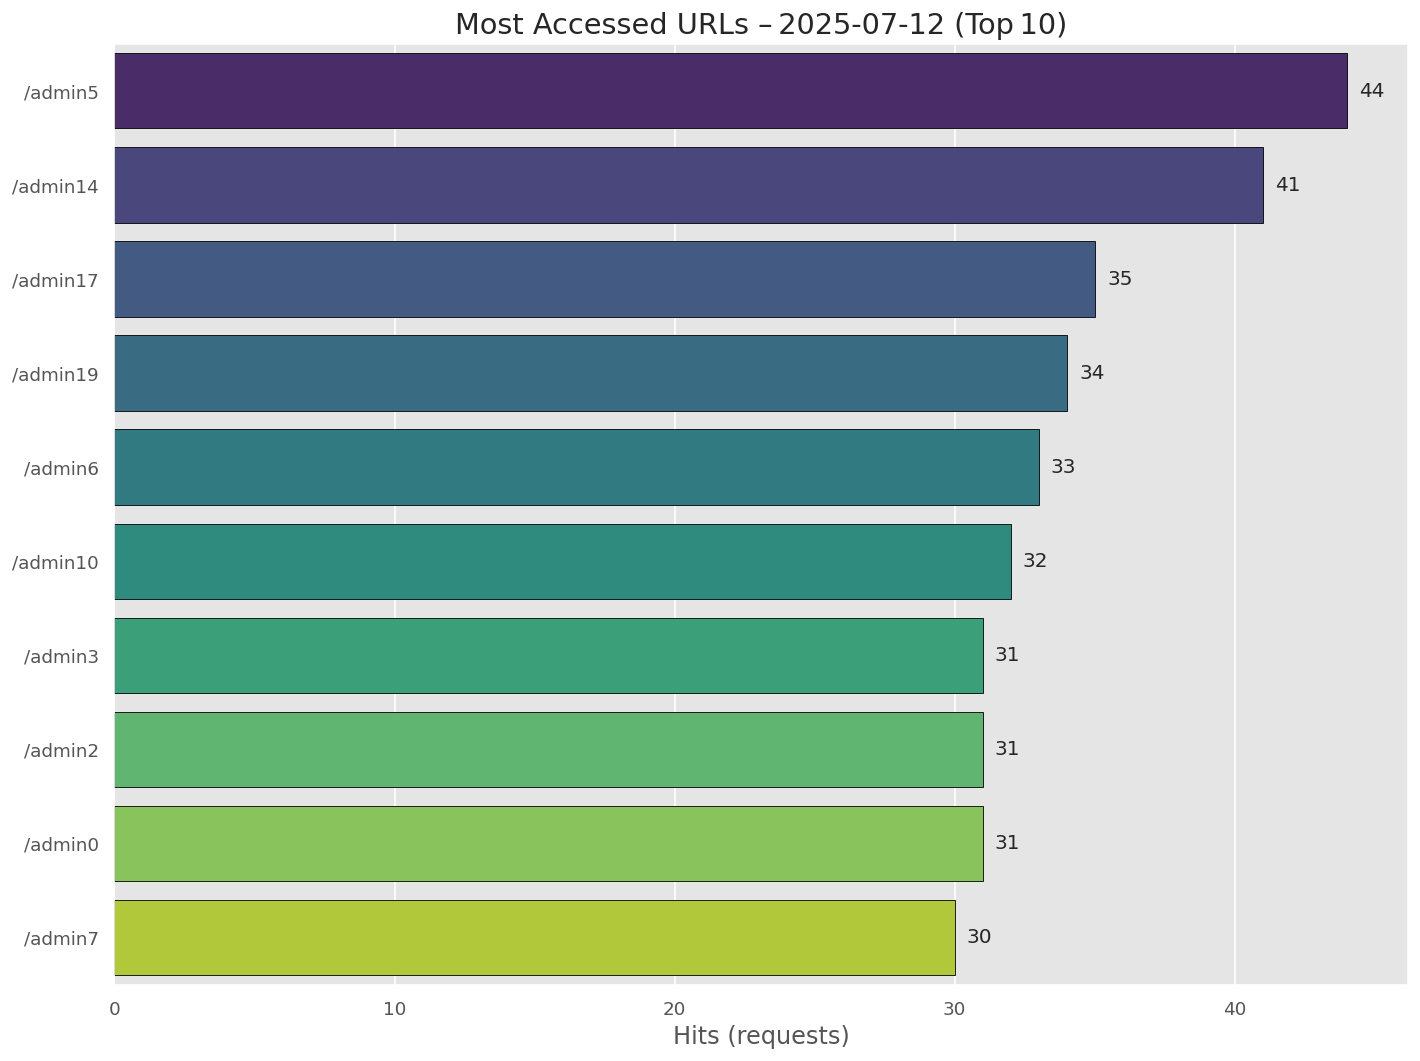 Most Accessed URLs – 2025-07-12 (Top 10)
/admin5 44
/admin14 41
/admin17 35
/admin19 34
/admin6 33
/admin10 32
/admin3 31
/admin2 31
/admin0 31
/admin7 30
0 10 20 30 40
Hits (requests)